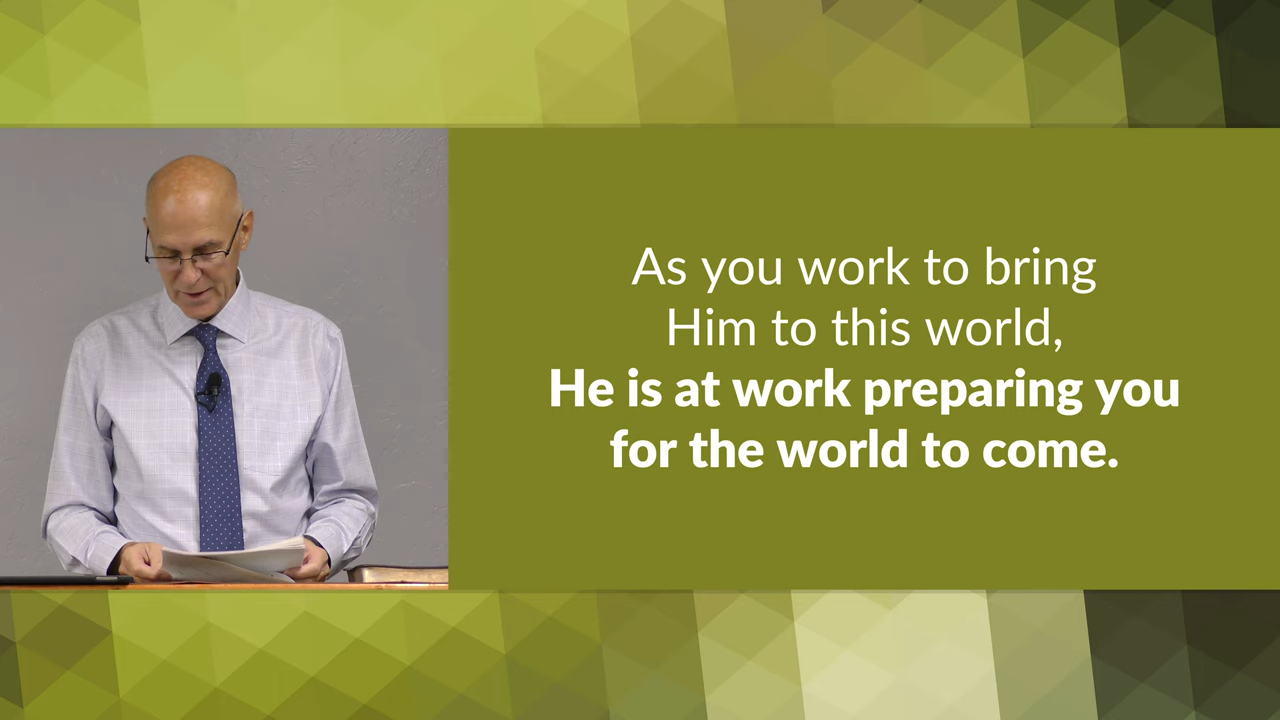 As you work to bring
Him to this world,
He is at work preparing you
for the world to come.